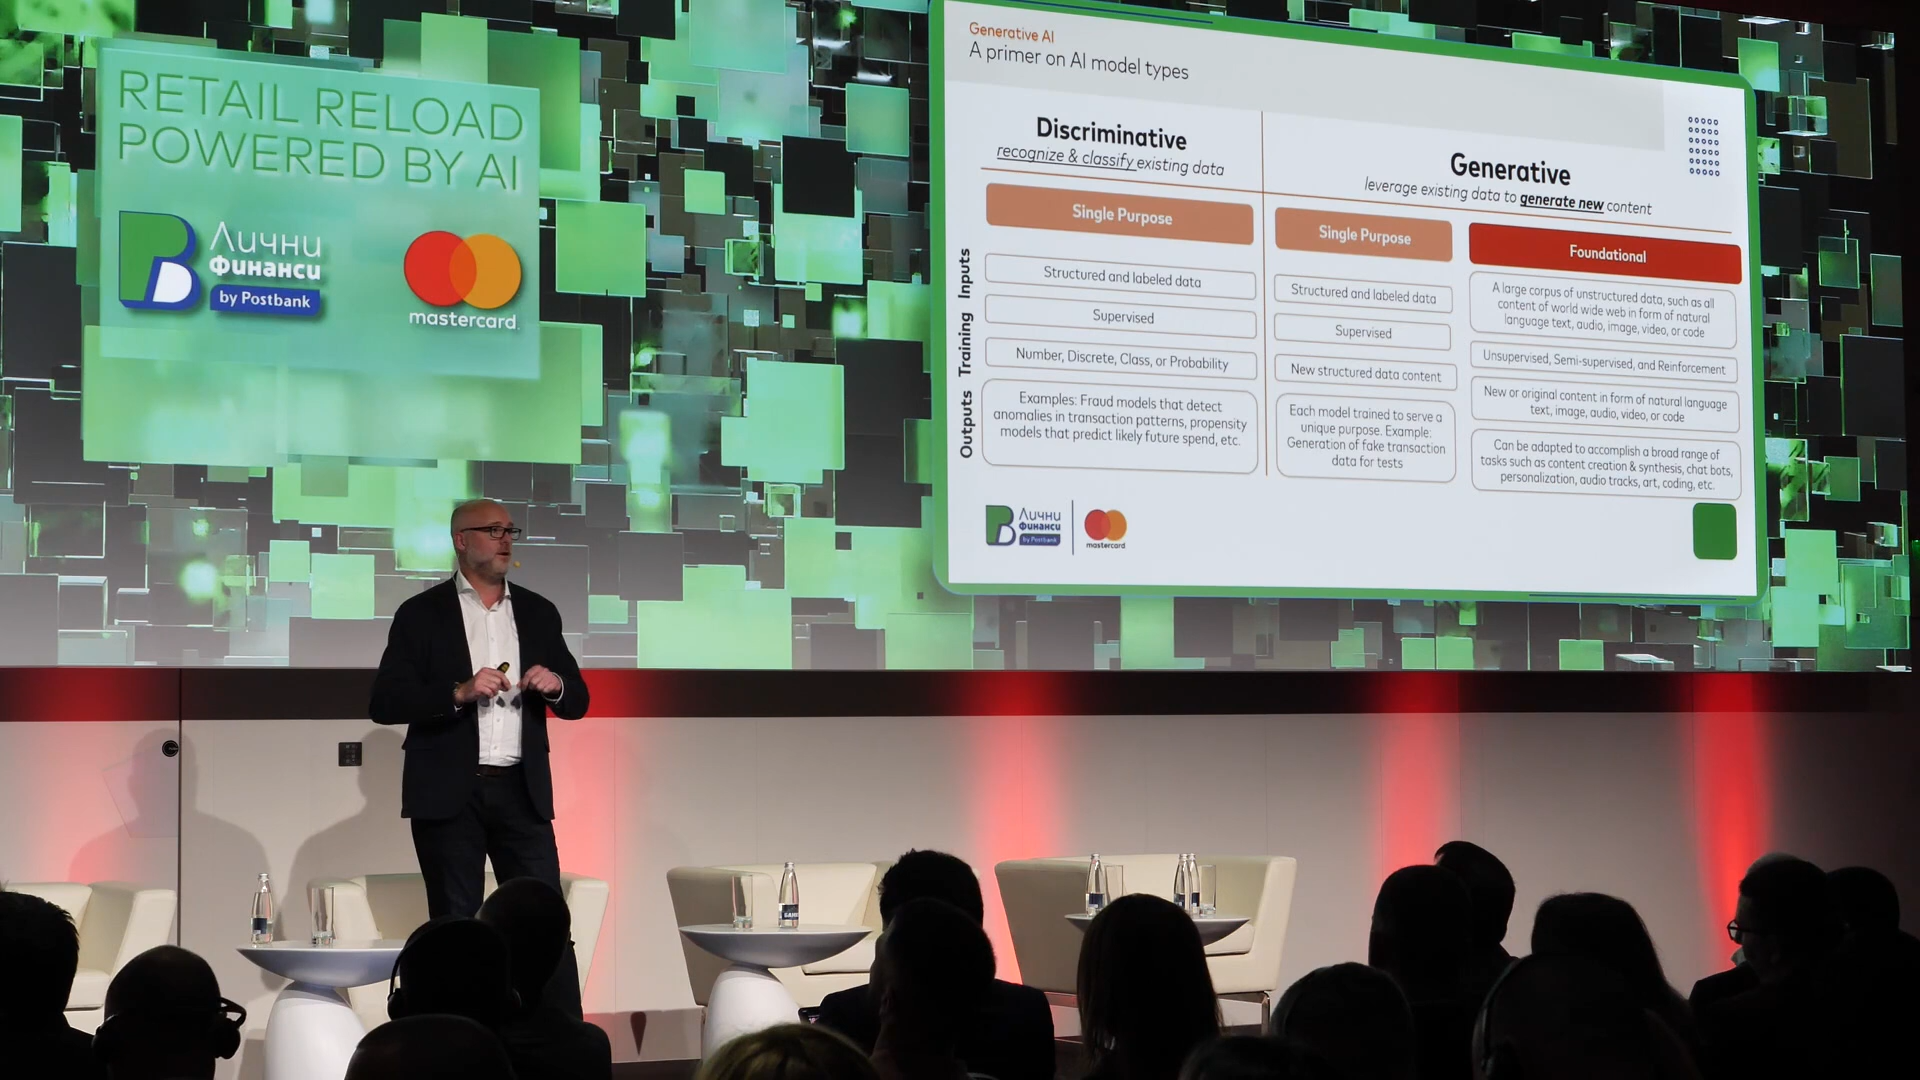 RETAIL RELOAD
POWERED BY AI
Лични
финанси
by Postbank
mastercard
Generative AI
A primer on AI model types
Discriminative
recognize & classify existing data
Generative
leverage existing data to generate new content
Single Purpose
Single Purpose
Foundational
Inputs
Structured and labeled data
Structured and labeled data
A large corpus of unstructured data, such as all
content of world wide web in form of natural
language text, audio, image, video, or code
Training
Supervised
Supervised
Unsupervised, Semi-supervised, and Reinforcement
Outputs
Number, Discrete, Class, or Probability
New structured data content
New or original content in form of natural language
text, image, audio, video, or code
Examples: Fraud models that detect
anomalies in transaction patterns, propensity
models that predict likely future spend, etc.
Each model trained to serve a
unique purpose. Example:
Generation of fake transaction
data for tests
Can be adapted to accomplish a broad range of
tasks such as content creation & synthesis, chat bots,
personalization, audio tracks, art, coding, etc.
Лични
финанси
by Postbank
mastercard